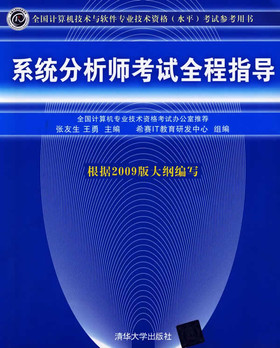 全国计算机技术与软件专业技术资格（水平）考试参考用书
系统分析师考试全程指导
全国计算机专业技术资格考试办公室推荐
张友生 王勇 主编 希赛IT教育研发中心 组编
根据2009版大纲编写
清华大学出版社